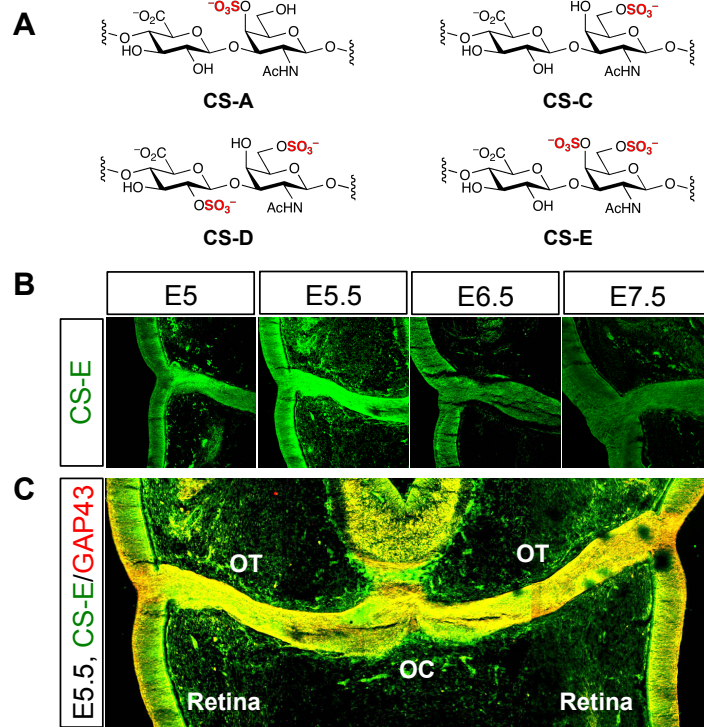 A
⁻O₃SO OH
⁻O₂C O O
O HO O O
OH AcHN
CS-A
HO OSO₃⁻
⁻O₂C O O
O HO O O
OH AcHN
CS-C
HO OSO₃⁻
⁻O₂C O O
O HO O O
OSO₃⁻ AcHN
CS-D
⁻O₃SO OSO₃⁻
⁻O₂C O O
O HO O O
OH AcHN
CS-E
B
E5 E5.5 E6.5 E7.5
CS-E
C
E5.5, CS-E/GAP43
OT OT
OC
Retina Retina